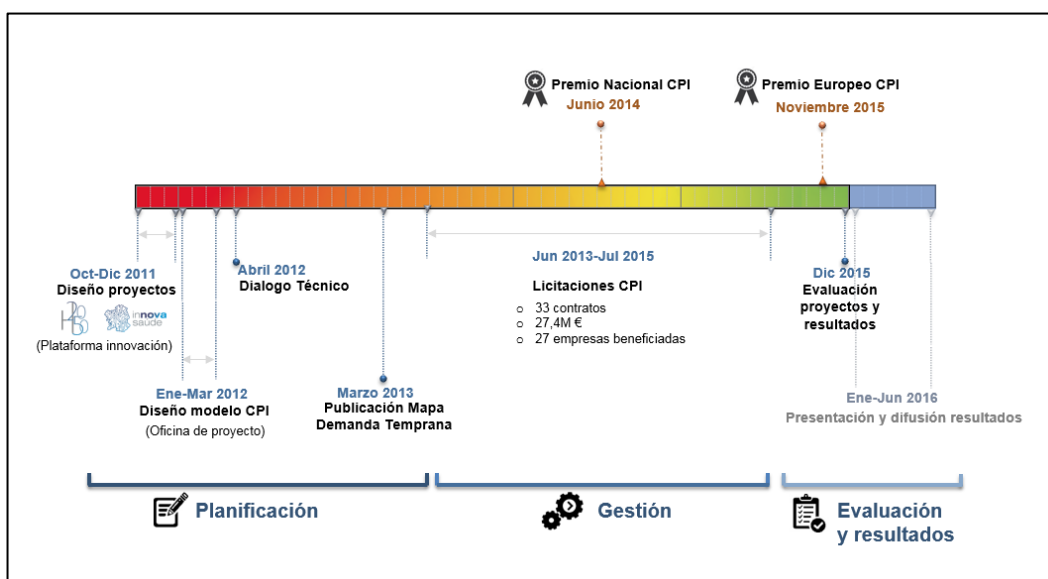 Premio Nacional CPI
Junio 2014
Premio Europeo CPI
Noviembre 2015
Oct-Dic 2011
Diseño proyectos
innova
saude
(Plataforma innovación)
Abril 2012
Dialogo Técnico
Jun 2013-Jul 2015
Licitaciones CPI
o 33 contratos
o 27,4M €
o 27 empresas beneficiadas
Dic 2015
Evaluación
proyectos y
resultados
Ene-Mar 2012
Diseño modelo CPI
(Oficina de proyecto)
Marzo 2013
Publicación Mapa
Demanda Temprana
Ene-Jun 2016
Presentación y difusión resultados
Planificación
Gestión
Evaluación
y resultados